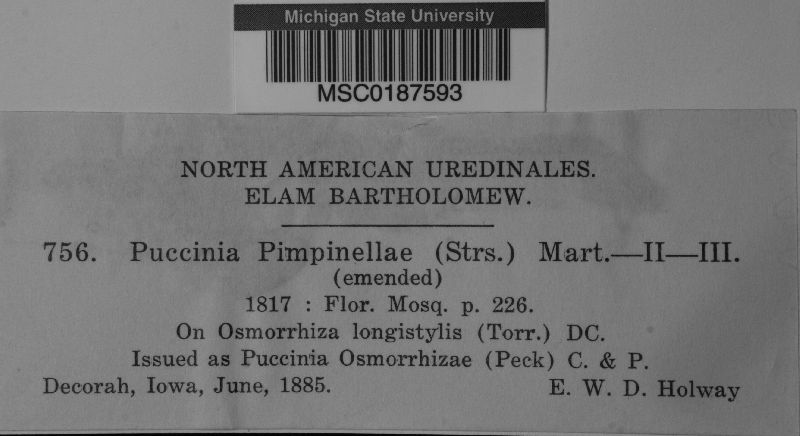 Michigan State University
MSC0187593
NORTH AMERICAN UREDINALES.
ELAM BARTHOLOMEW.
756. Puccinia Pimpinellae (Strs.) Mart.—II—III.
(emended)
1817 : Flor. Mosq. p. 226.
On Osmorrhiza longistylis (Torr.) DC.
Issued as Puccinia Osmorrhizae (Peck) C. & P.
Decorah, Iowa, June, 1885. E. W. D. Holway